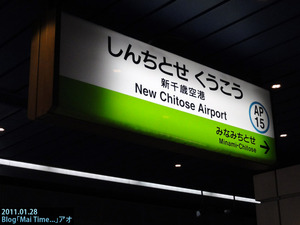 しんちとせ くうこう
新千歳空港
New Chitose Airport
AP
15
みなみちとせ
Minami-Chitose
2011.01.28
Blog「Mai Time...」アオ